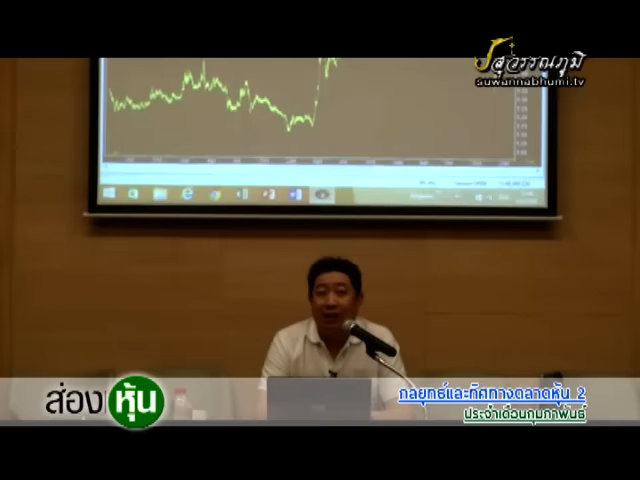 สุวรรณภูมิ
suwannabhumi.tv
ส่องหุ้น
กลยุทธ์และทิศทางตลาดหุ้น 2
ประจำเดือนกุมภาพันธ์